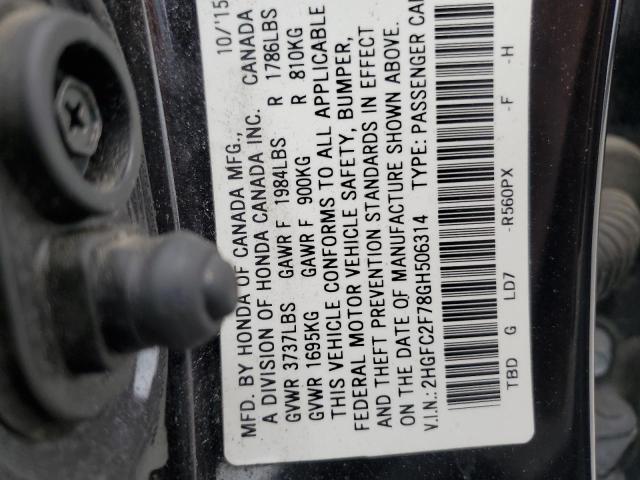 MFD. BY HONDA OF CANADA MFG., 10/'15
A DIVISION OF HONDA CANADA INC. CANADA
GVWR 3737LBS GAWR F 1984LBS R 1786LBS
GVWR 1695KG GAWR F 900KG R 810KG
THIS VEHICLE CONFORMS TO ALL APPLICABLE
FEDERAL MOTOR VEHICLE SAFETY, BUMPER,
AND THEFT PREVENTION STANDARDS IN EFFECT
ON THE DATE OF MANUFACTURE SHOWN ABOVE.
V.I.N.: 2HGFC2F78GH506314 TYPE: PASSENGER CAR
TBD G LD7 -R560PX -F -H